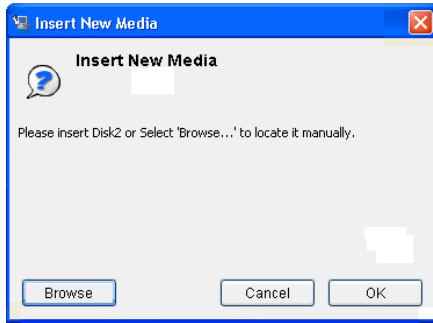 Insert New Media
Insert New Media
Please insert Disk2 or Select 'Browse...' to locate it manually.
Browse Cancel OK